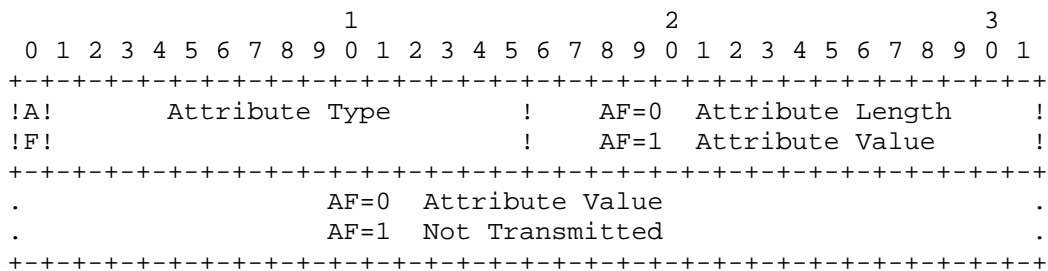 1                   2                   3
 0 1 2 3 4 5 6 7 8 9 0 1 2 3 4 5 6 7 8 9 0 1 2 3 4 5 6 7 8 9 0 1
+-+-+-+-+-+-+-+-+-+-+-+-+-+-+-+-+-+-+-+-+-+-+-+-+-+-+-+-+-+-+-+-+
!A!       Attribute Type        !    AF=0  Attribute Length     !
!F!                             !    AF=1  Attribute Value      !
+-+-+-+-+-+-+-+-+-+-+-+-+-+-+-+-+-+-+-+-+-+-+-+-+-+-+-+-+-+-+-+-+
.                   AF=0  Attribute Value                       .
.                   AF=1  Not Transmitted                       .
+-+-+-+-+-+-+-+-+-+-+-+-+-+-+-+-+-+-+-+-+-+-+-+-+-+-+-+-+-+-+-+-+